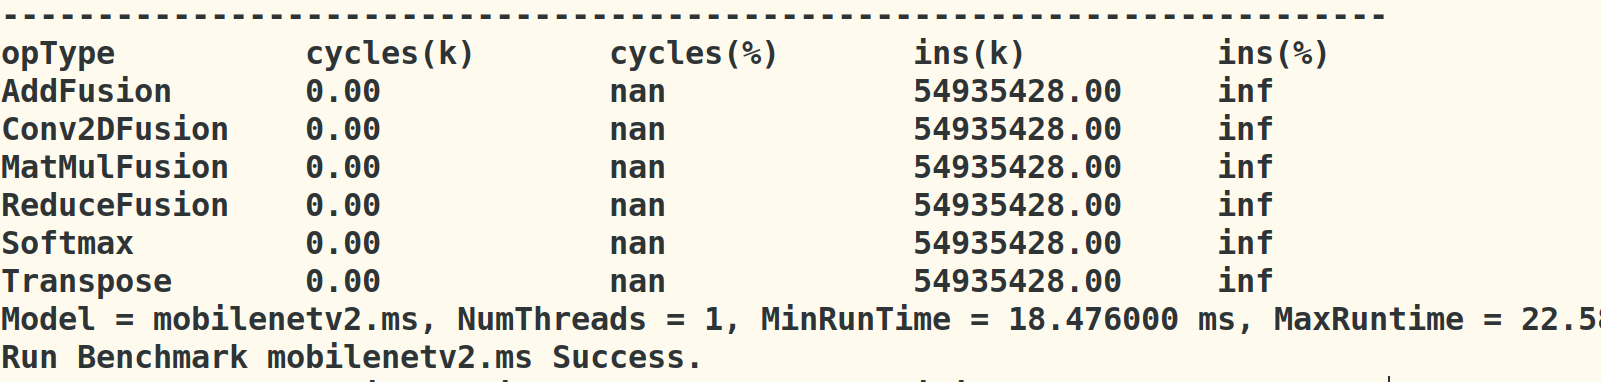 --------------------------------------------------------------------------
opType cycles(k) cycles(%) ins(k) ins(%)
AddFusion 0.00 nan 54935428.00 inf
Conv2DFusion 0.00 nan 54935428.00 inf
MatMulFusion 0.00 nan 54935428.00 inf
ReduceFusion 0.00 nan 54935428.00 inf
Softmax 0.00 nan 54935428.00 inf
Transpose 0.00 nan 54935428.00 inf
Model = mobilenetv2.ms, NumThreads = 1, MinRunTime = 18.476000 ms, MaxRuntime = 22.58
Run Benchmark mobilenetv2.ms Success.